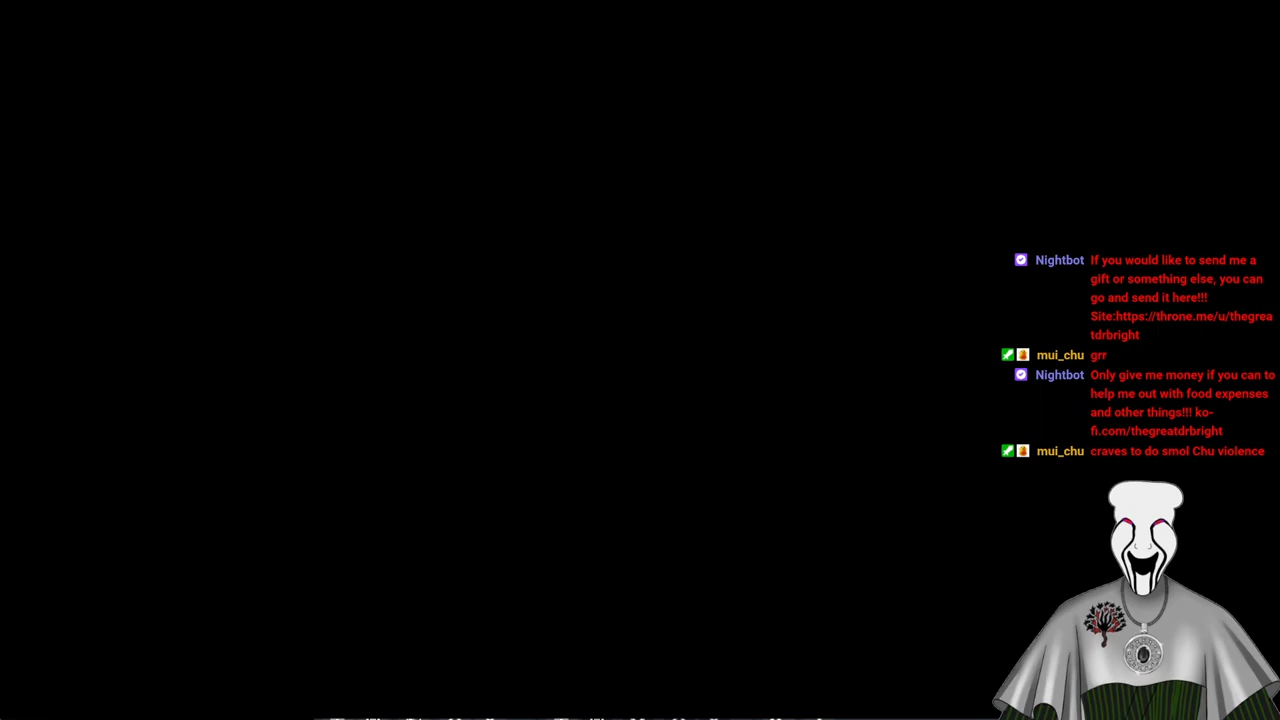 Nightbot If you would like to send me a
gift or something else, you can
go and send it here!!!
Site:https://throne.me/u/thegrea
tdrbright
mui_chu grr
Nightbot Only give me money if you can to
help me out with food expenses
and other things!!! ko-
fi.com/thegreatdrbright
mui_chu craves to do smol Chu violence